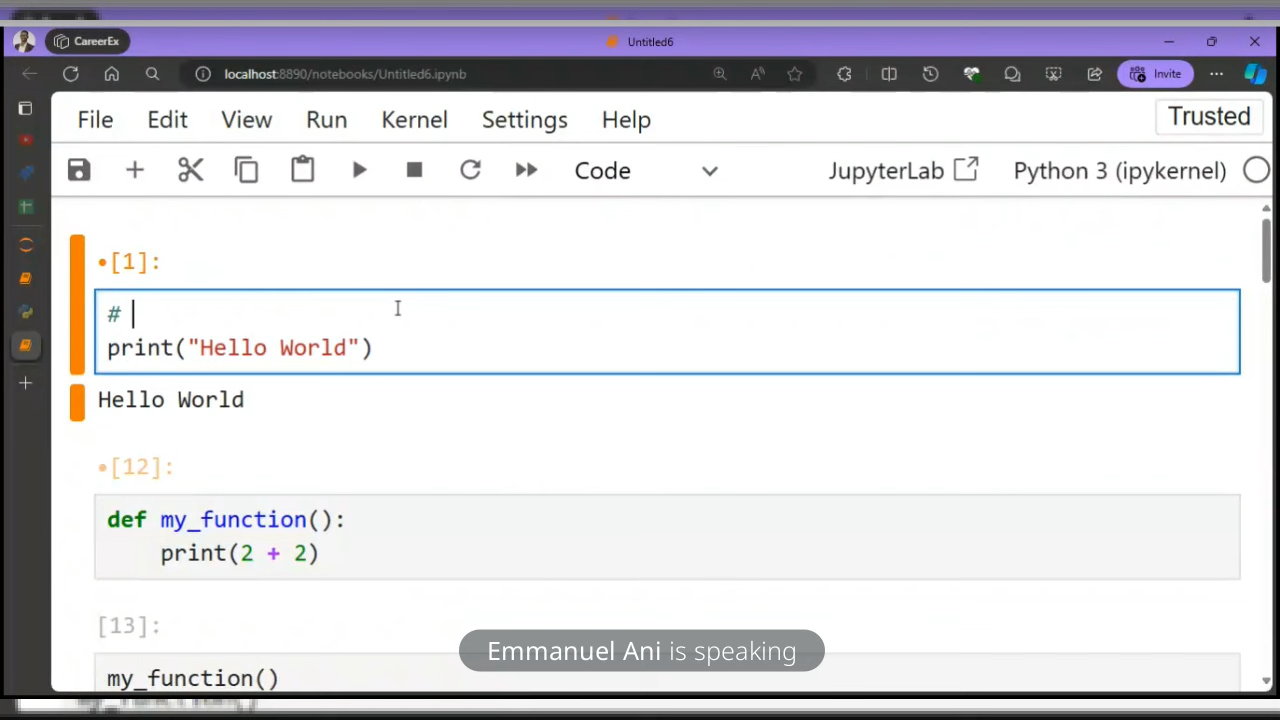 CareerEx
Untitled6
localhost:8890/notebooks/Untitled6.ipynb
Invite
File Edit View Run Kernel Settings Help
Trusted
Code
JupyterLab
Python 3 (ipykernel)
•[1]:
#
print("Hello World")
Hello World
•[12]:
def my_function():
    print(2 + 2)
[13]:
my_function()
Emmanuel Ani is speaking